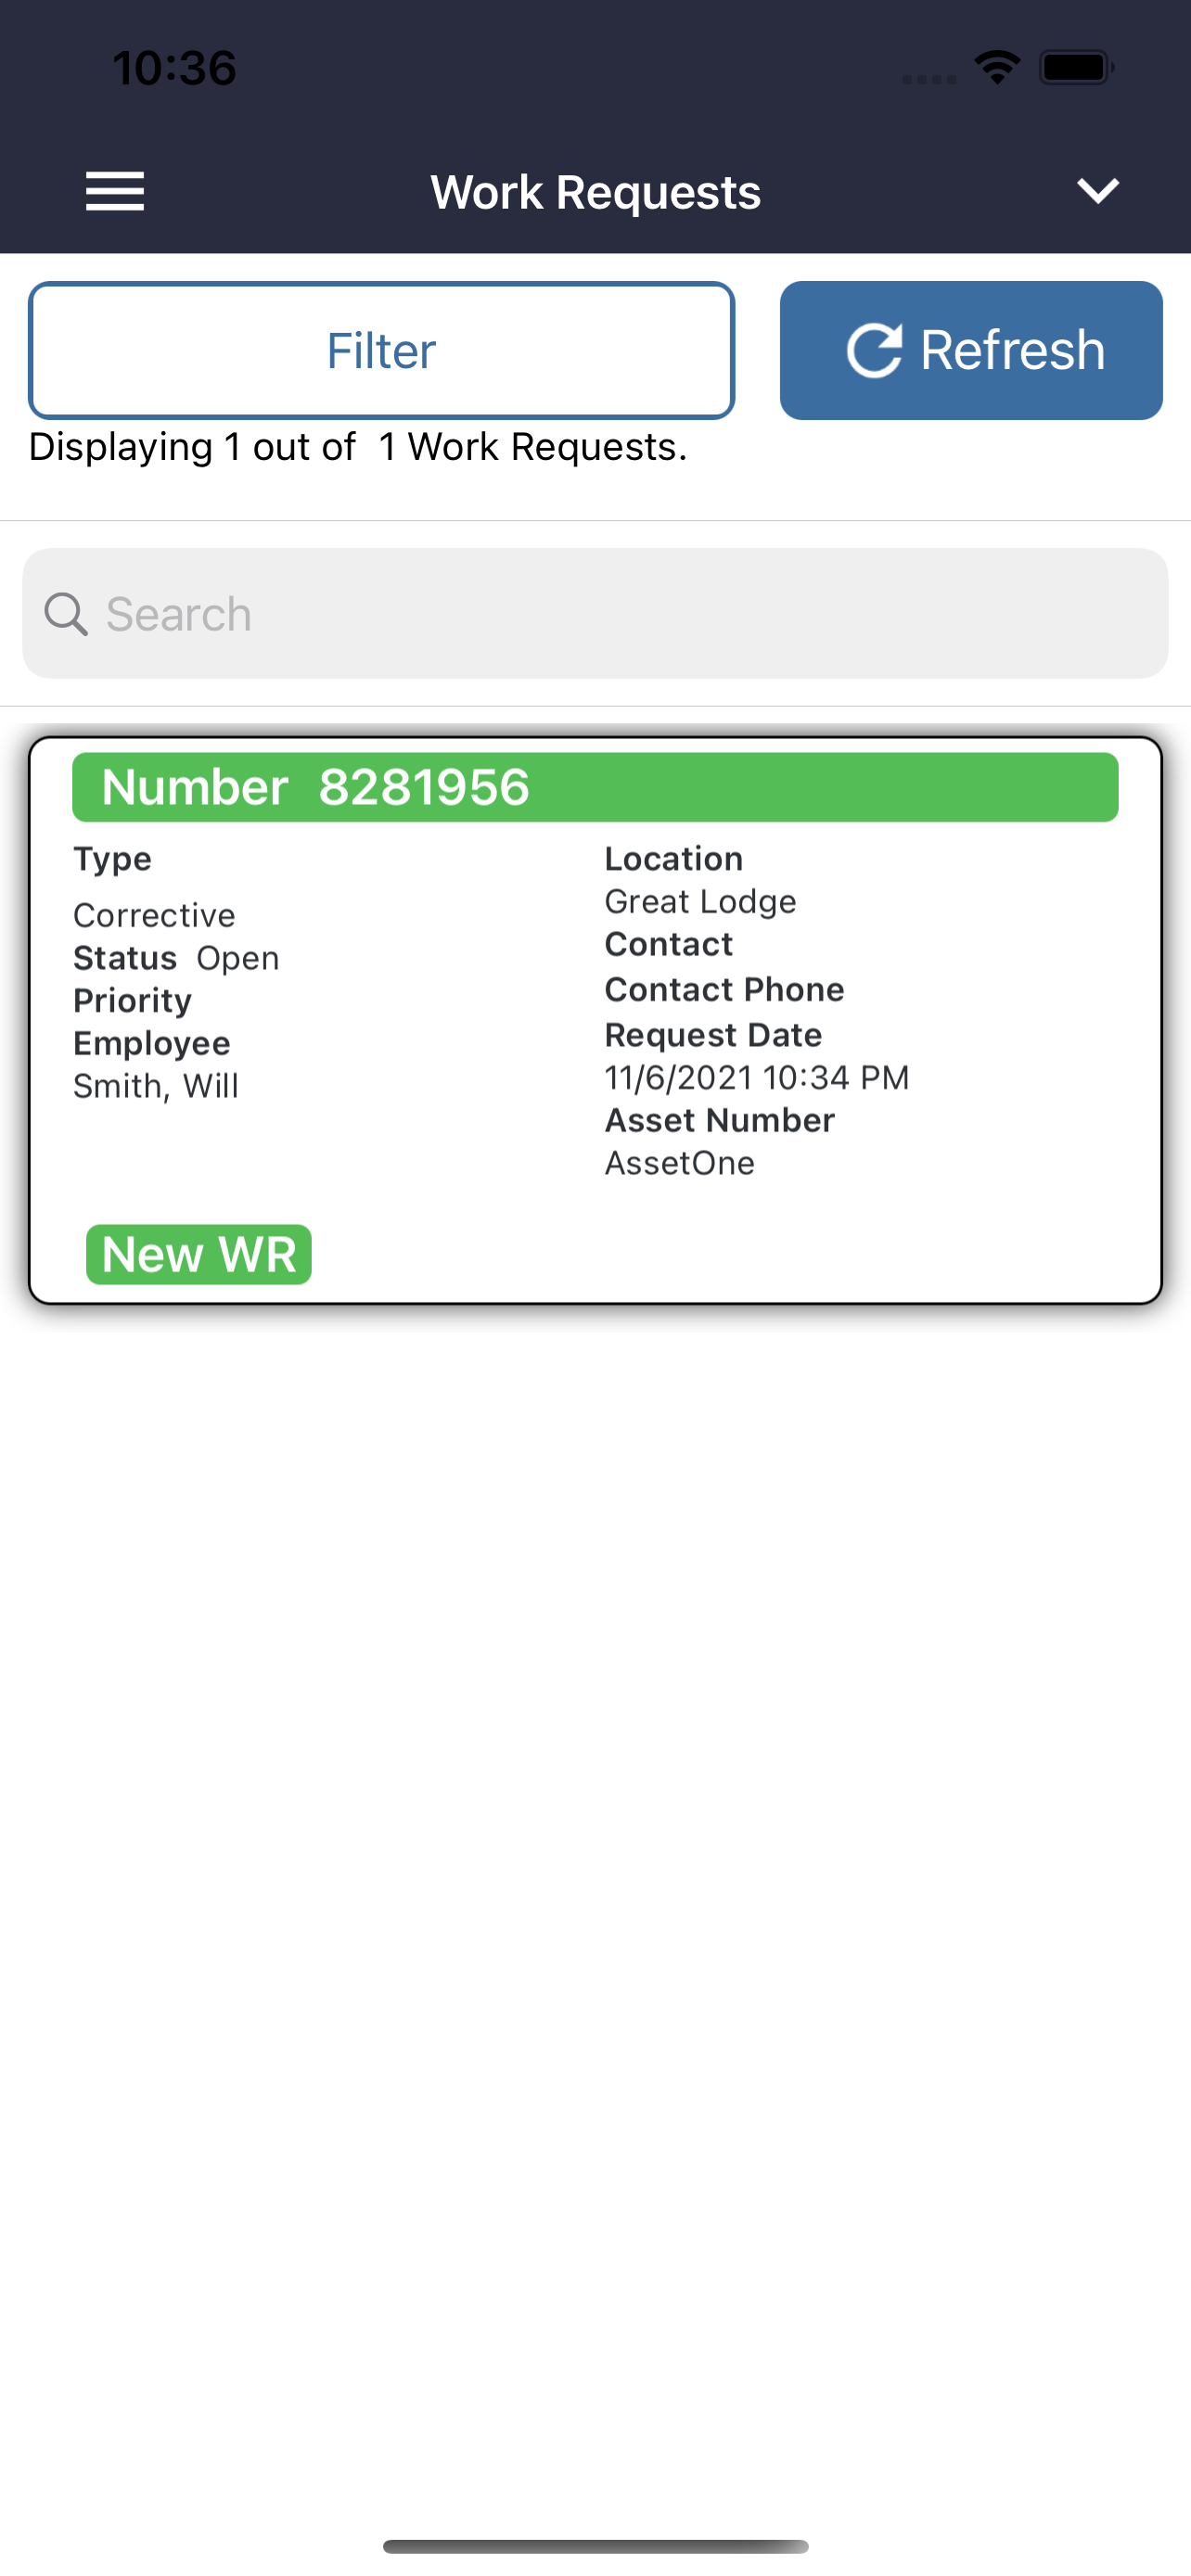 10:36
Work Requests
Filter
Refresh
Displaying 1 out of  1 Work Requests.
Search
Number 8281956
Type
Corrective
Status Open
Priority
Employee
Smith, Will
Location
Great Lodge
Contact
Contact Phone
Request Date
11/6/2021 10:34 PM
Asset Number
AssetOne
New WR